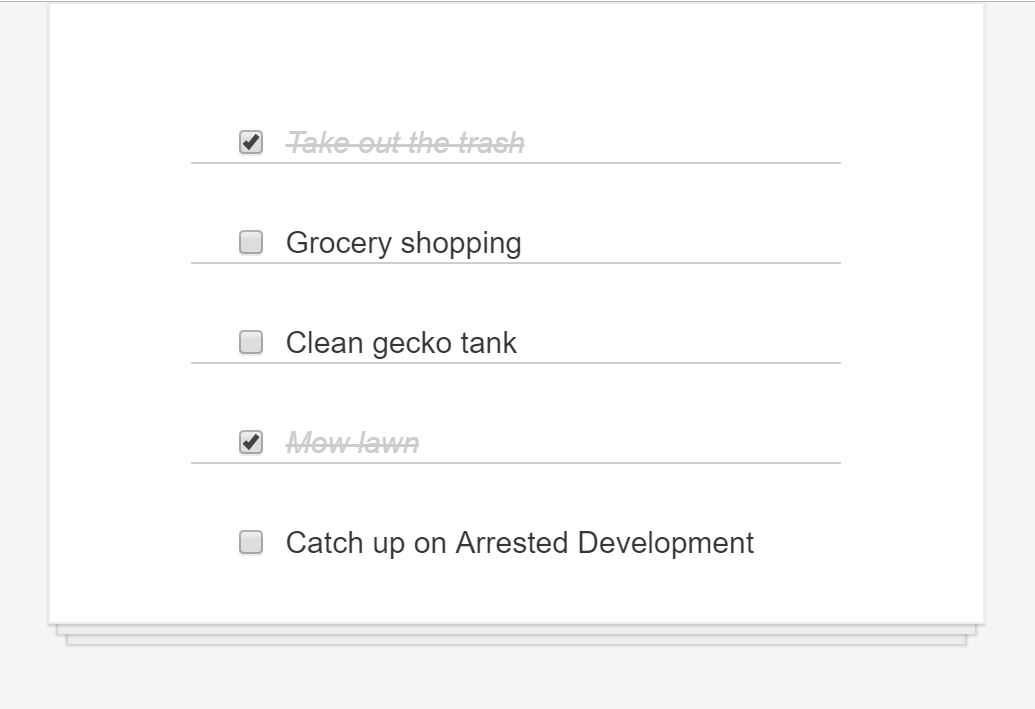 Take out the trash
Grocery shopping
Clean gecko tank
Mow lawn
Catch up on Arrested Development